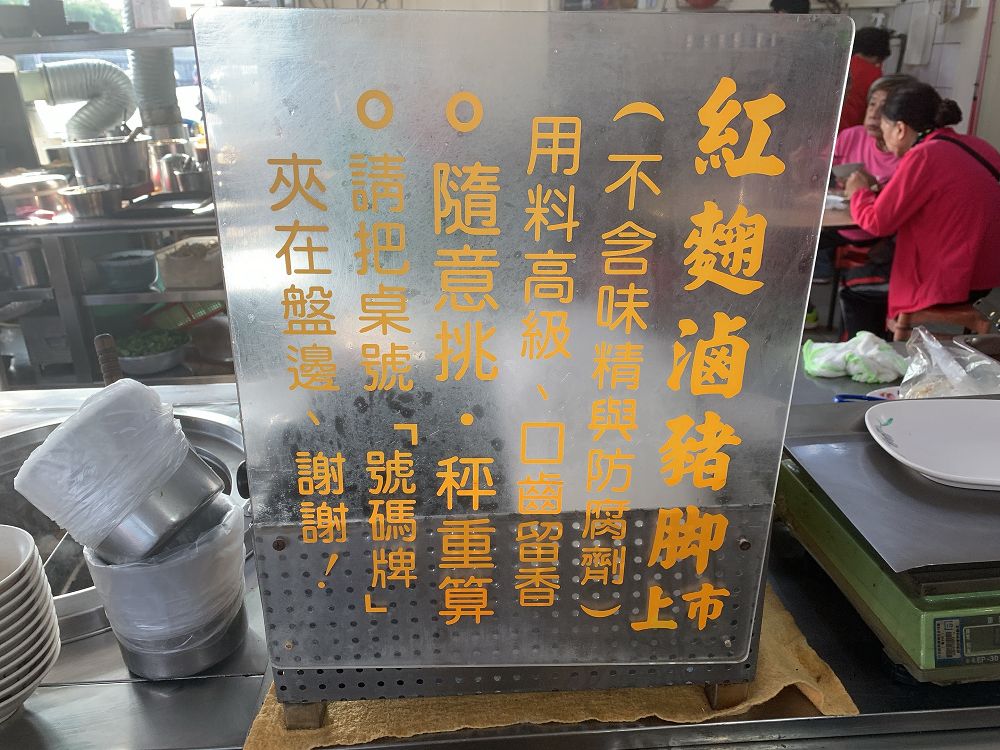 紅麴滷豬腳上市
（不含味精與防腐劑）
用料高級、口齒留香
○隨意挑・秤重算
○請把桌號「號碼牌」
夾在盤邊、謝謝！